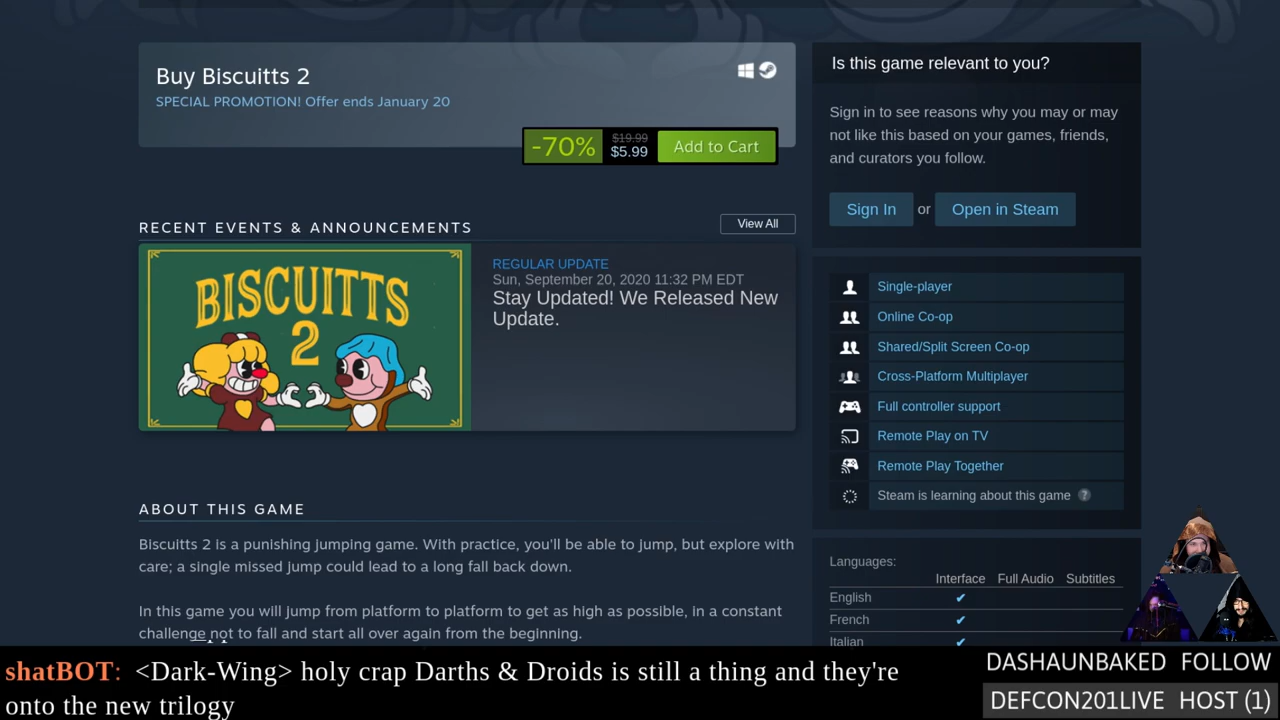 Buy Biscuitts 2
SPECIAL PROMOTION! Offer ends January 20
-70%
$19.99
$5.99
Add to Cart
RECENT EVENTS & ANNOUNCEMENTS
View All
BISCUITTS
2
REGULAR UPDATE
Sun, September 20, 2020 11:32 PM EDT
Stay Updated! We Released New
Update.
ABOUT THIS GAME
Biscuitts 2 is a punishing jumping game. With practice, you'll be able to jump, but explore with
care; a single missed jump could lead to a long fall back down.
In this game you will jump from platform to platform to get as high as possible, in a constant
challenge not to fall and start all over again from the beginning.
Is this game relevant to you?
Sign in to see reasons why you may or may
not like this based on your games, friends,
and curators you follow.
Sign In or Open in Steam
Single-player
Online Co-op
Shared/Split Screen Co-op
Cross-Platform Multiplayer
Full controller support
Remote Play on TV
Remote Play Together
Steam is learning about this game ?
Languages:
Interface Full Audio Subtitles
English ✔
French ✔
Italian ✔
shatBOT: <Dark-Wing> holy crap Darths & Droids is still a thing and they're
onto the new trilogy
DASHAUNBAKED FOLLOW
DEFCON201LIVE HOST (1)